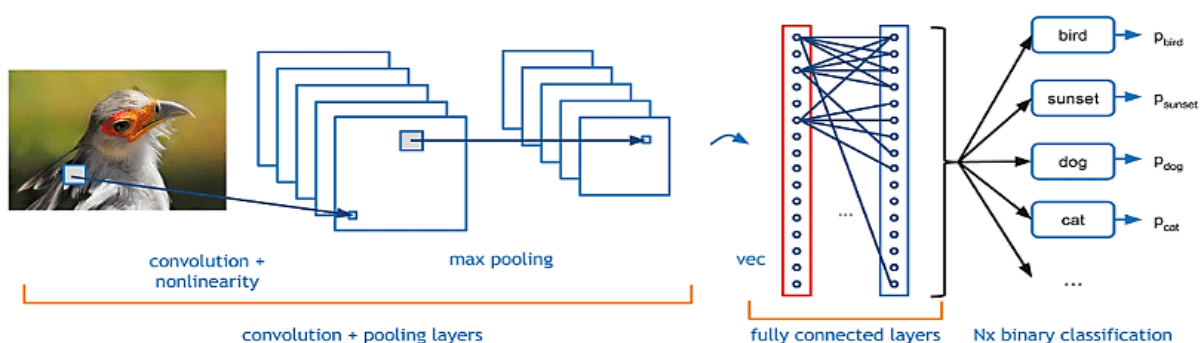 bird
p_bird
sunset
p_sunset
dog
p_dog
cat
p_cat
...
...
convolution +
nonlinearity
max pooling
vec
convolution + pooling layers
fully connected layers
Nx binary classification